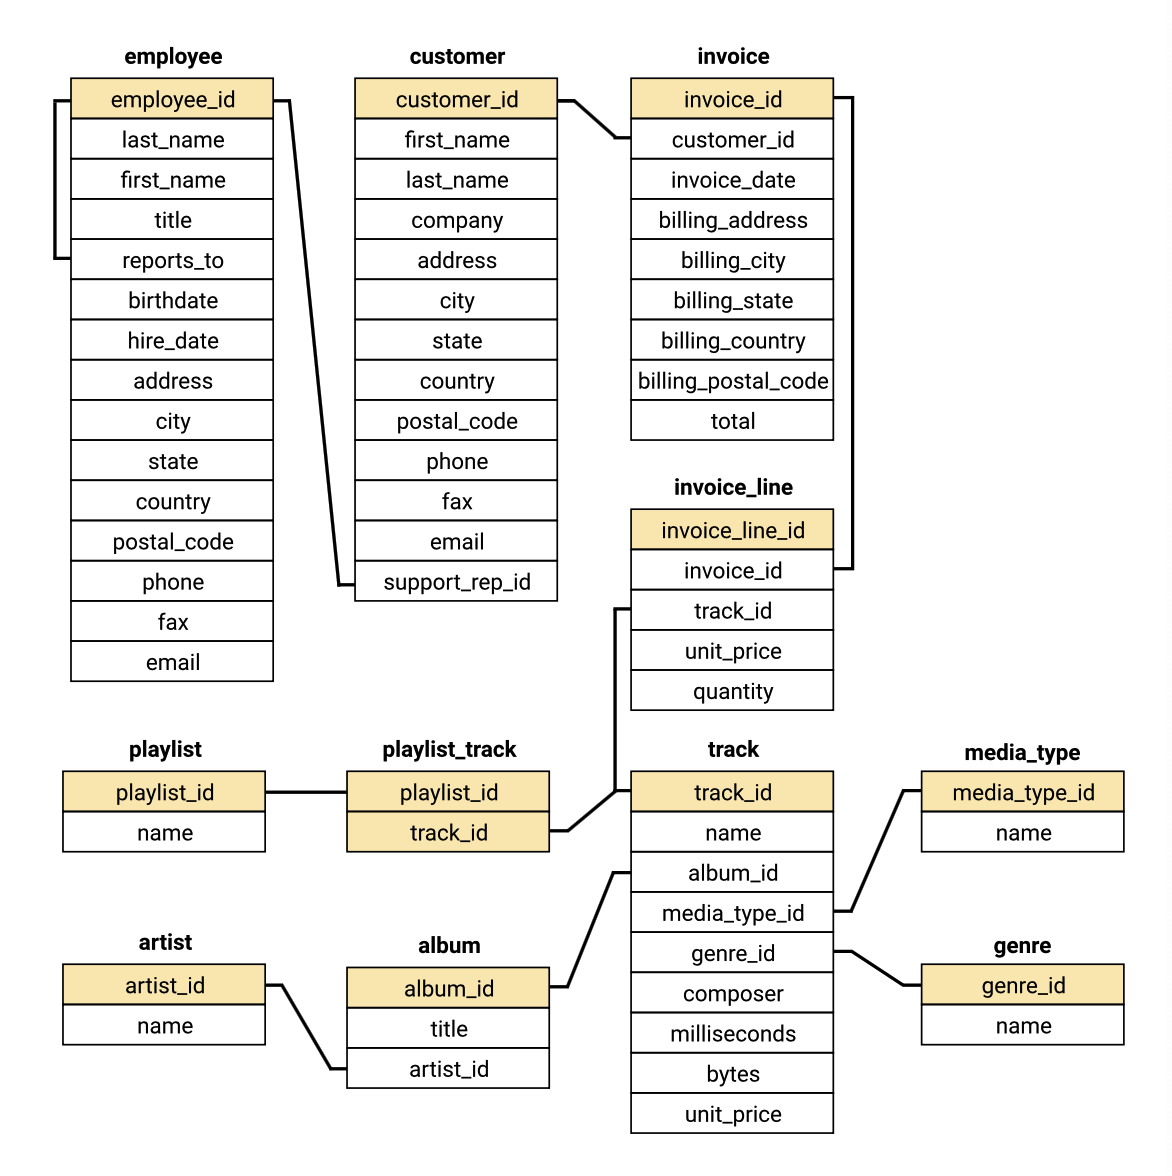 employee
employee_id
last_name
first_name
title
reports_to
birthdate
hire_date
address
city
state
country
postal_code
phone
fax
email
customer
customer_id
first_name
last_name
company
address
city
state
country
postal_code
phone
fax
email
support_rep_id
invoice
invoice_id
customer_id
invoice_date
billing_address
billing_city
billing_state
billing_country
billing_postal_code
total
invoice_line
invoice_line_id
invoice_id
track_id
unit_price
quantity
playlist
playlist_id
name
playlist_track
playlist_id
track_id
track
track_id
name
album_id
media_type_id
genre_id
composer
milliseconds
bytes
unit_price
media_type
media_type_id
name
artist
artist_id
name
album
album_id
title
artist_id
genre
genre_id
name